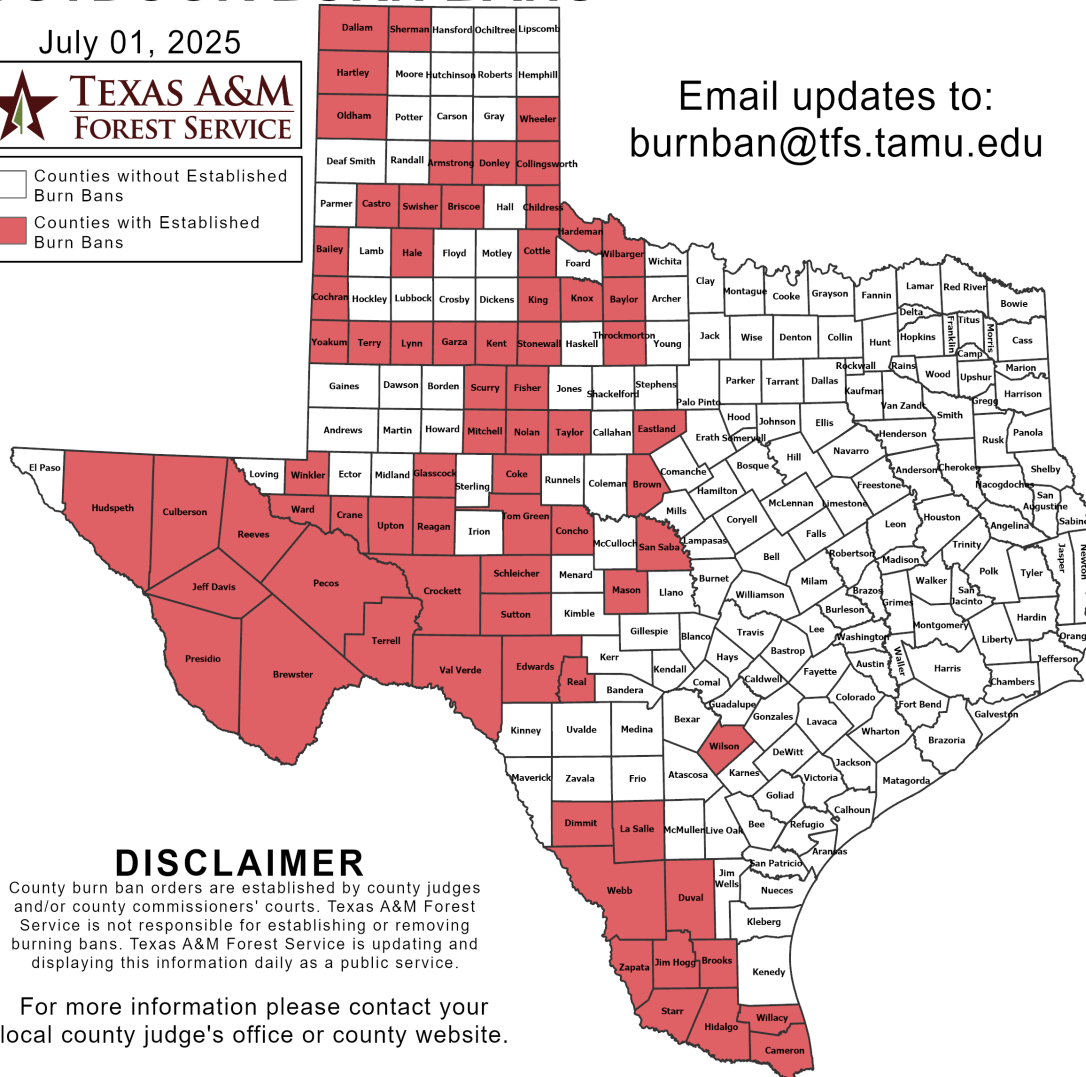 OUTDOOR BURN BANS
July 01, 2025
TEXAS A&M
FOREST SERVICE
Counties without Established
Burn Bans
Counties with Established
Burn Bans
Email updates to:
burnban@tfs.tamu.edu
Dallam Sherman Hansford Ochiltree Lipscomb
Hartley Moore Hutchinson Roberts Hemphill
Oldham Potter Carson Gray Wheeler
Deaf Smith Randall Armstrong Donley Collingsworth
Parmer Castro Swisher Briscoe Hall Childress
Hardeman
Bailey Lamb Hale Floyd Motley Cottle Foard Wilbarger Wichita
Clay Montague Cooke Grayson Fannin Lamar Red River Bowie
Cochran Hockley Lubbock Crosby Dickens King Knox Baylor Archer
Delta Franklin Titus Morris
Yoakum Terry Lynn Garza Kent Stonewall Haskell Throckmorton Young Jack Wise Denton Collin Hunt Hopkins Camp Cass
Rockwall Rains Wood Upshur Marion
Gaines Dawson Borden Scurry Fisher Jones Shackelford Stephens Palo Pinto Parker Tarrant Dallas Kaufman Van Zandt Gregg Harrison
Andrews Martin Howard Mitchell Nolan Taylor Callahan Eastland Erath Hood Somervell Johnson Ellis Henderson Smith Rusk Panola
El Paso Loving Winkler Ector Midland Glasscock Sterling Coke Runnels Coleman Brown Comanche Bosque Hill Navarro Anderson Cherokee Nacogdoches Shelby
Hudspeth Culberson Reeves Ward Crane Upton Reagan Irion Tom Green Concho McCulloch San Saba Mills Hamilton McLennan Limestone Freestone San
Augustine
Sabine
Lampasas Coryell Falls Leon Houston Angelina
Jeff Davis Pecos Crockett Schleicher Menard Mason Llano Burnet Bell Robertson Madison Trinity Polk Tyler Jasper Newton
Sutton Kimble Williamson Milam Brazos Grimes Walker San
Jacinto
Hardin
Presidio Brewster Terrell Val Verde Edwards Real Kerr Gillespie Blanco Travis Lee Burleson Washington Montgomery Liberty Orang
Kendall Hays Bastrop Fayette Austin Waller Harris Chambers Jefferson
Bandera Comal Caldwell Colorado Fort Bend Galveston
Kinney Uvalde Medina Bexar Guadalupe Gonzales Lavaca Wharton Brazoria
Wilson DeWitt Jackson
Maverick Zavala Frio Atascosa Karnes Victoria Matagorda
Goliad Calhoun
Dimmit La Salle McMullen Live Oak Bee Refugio Aransas
San Patricio
Webb Duval Jim
Wells
Nueces
Kleberg
Zapata Jim Hogg Brooks Kenedy
Starr Hidalgo Willacy
Cameron
DISCLAIMER
County burn ban orders are established by county judges
and/or county commissioners' courts. Texas A&M Forest
Service is not responsible for establishing or removing
burning bans. Texas A&M Forest Service is updating and
displaying this information daily as a public service.
For more information please contact your
local county judge's office or county website.